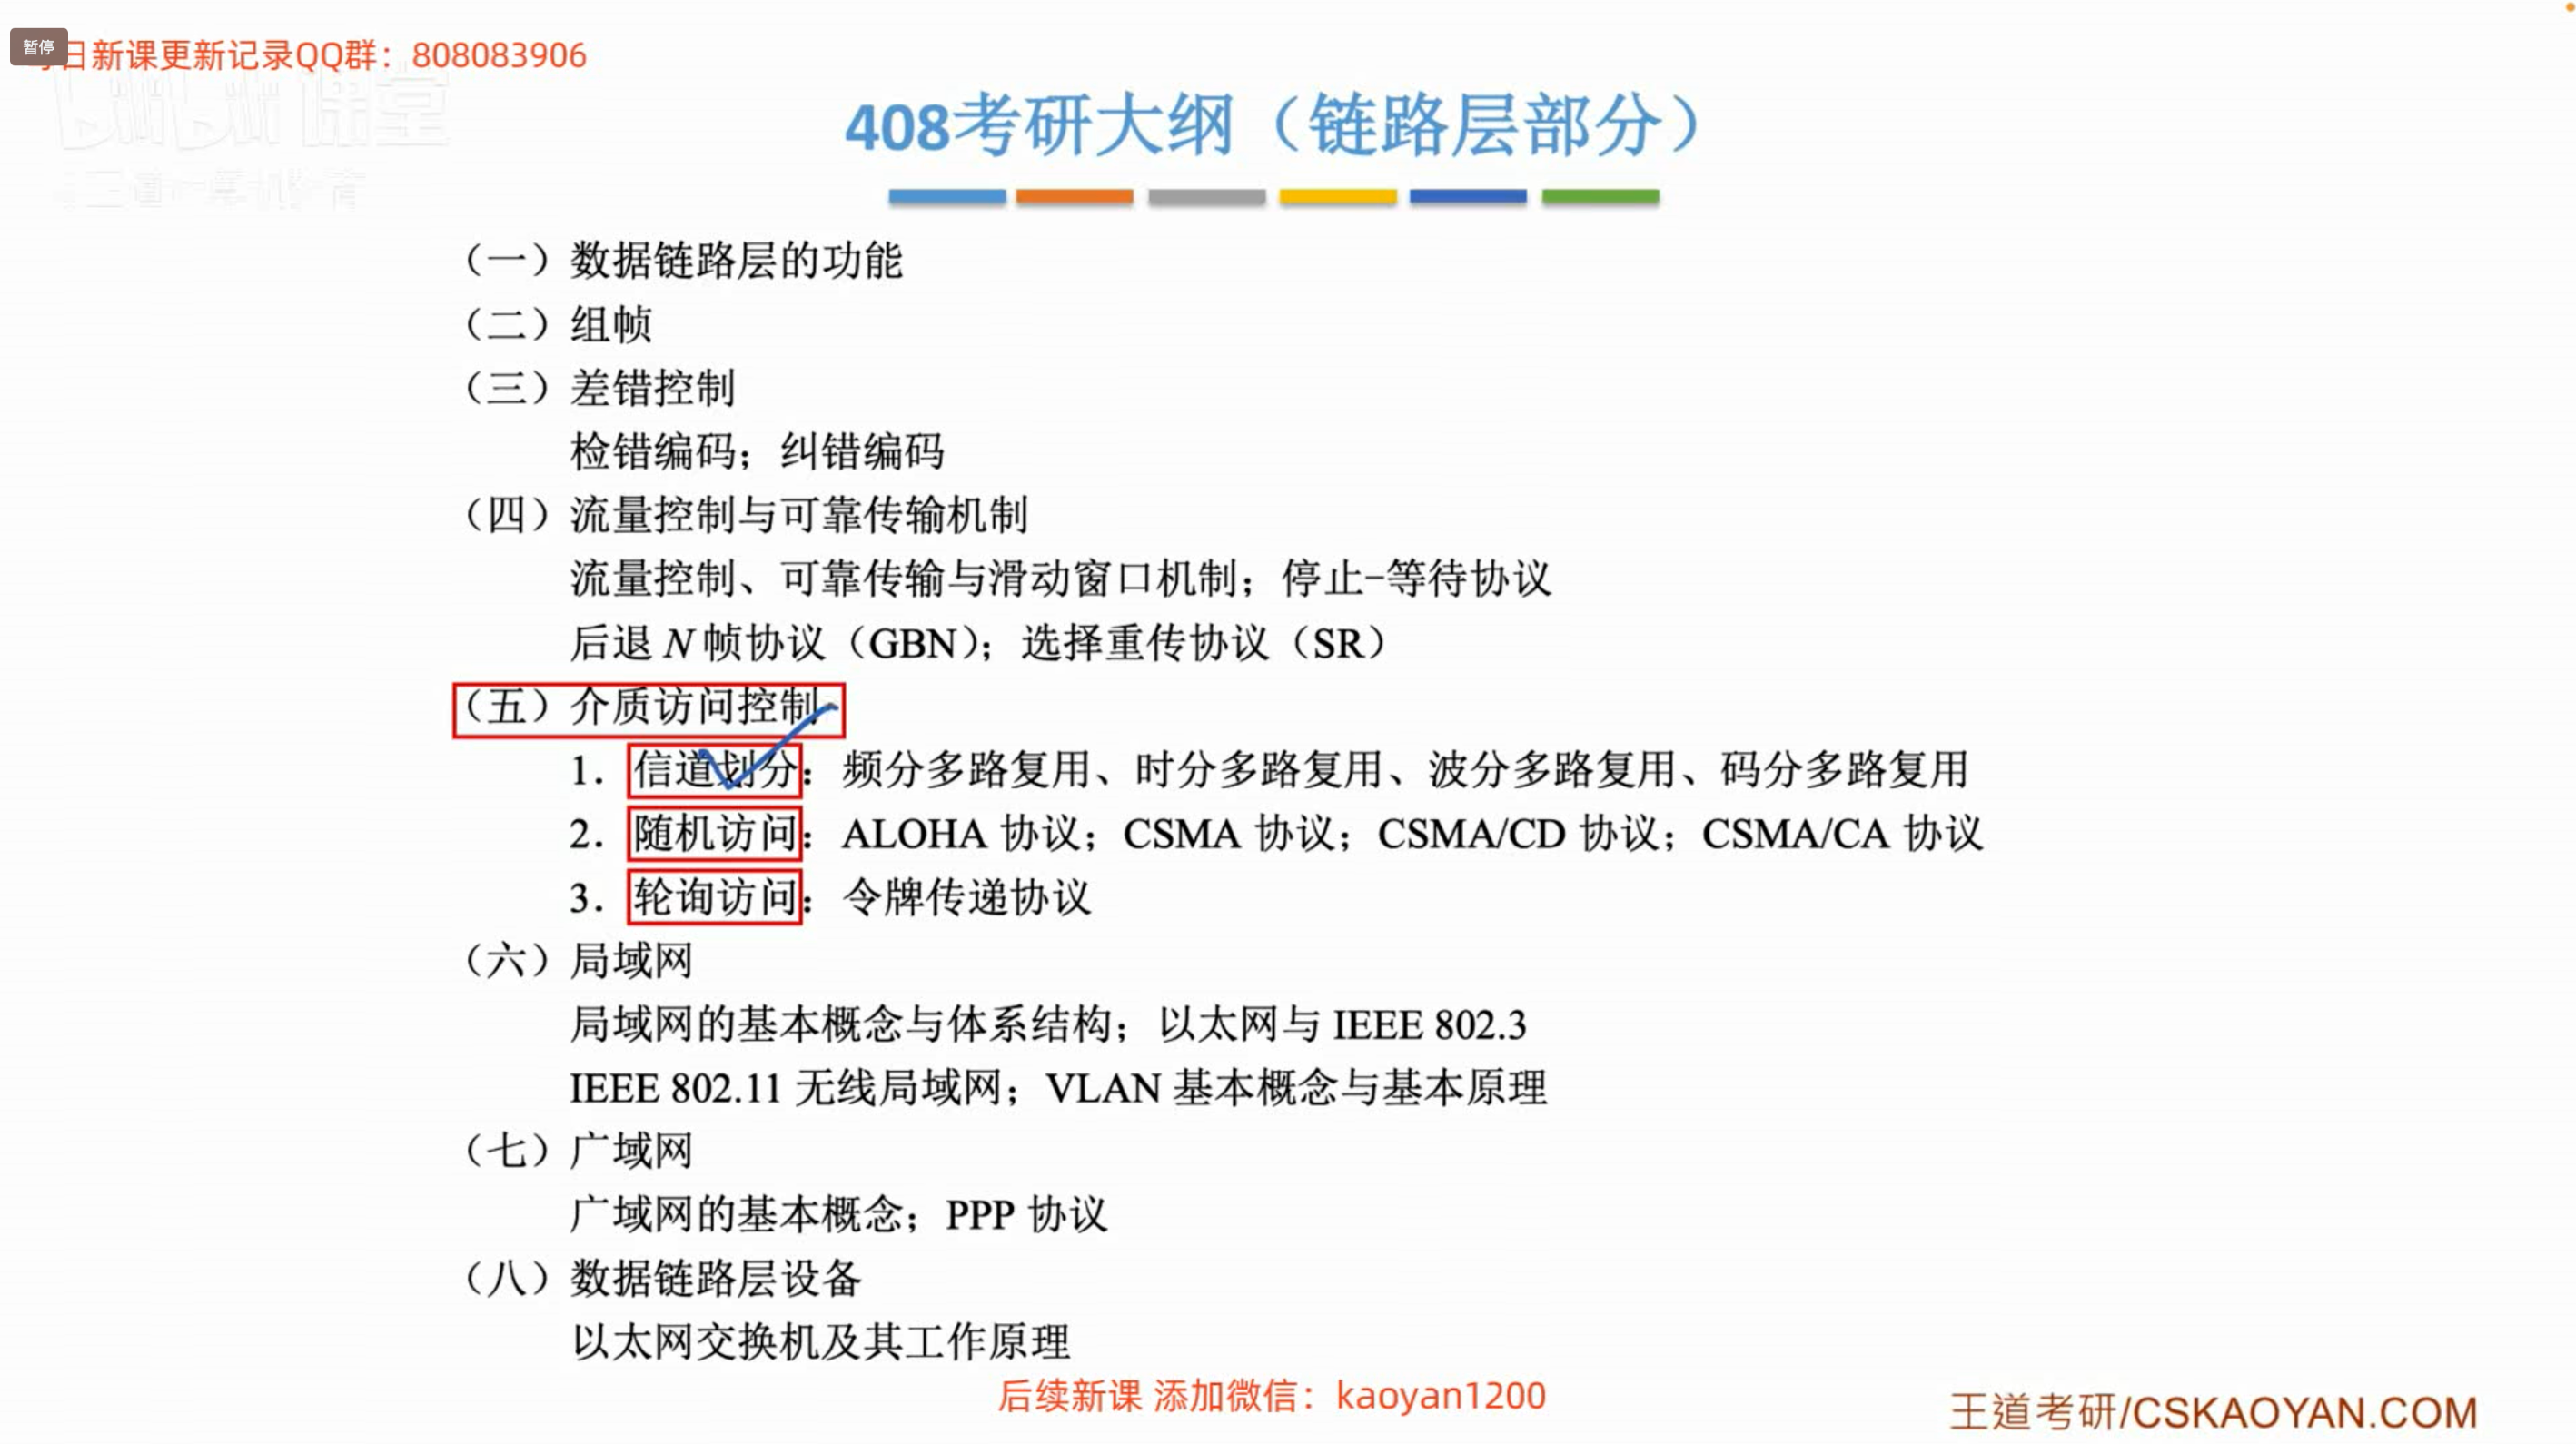 暂停
日新课更新记录QQ群：808083906
课堂
408考研大纲（链路层部分）
（一）数据链路层的功能
（二）组帧
（三）差错控制
检错编码；纠错编码
（四）流量控制与可靠传输机制
流量控制、可靠传输与滑动窗口机制；停止-等待协议
后退 N 帧协议（GBN）；选择重传协议（SR）
（五）介质访问控制
1. 信道划分：频分多路复用、时分多路复用、波分多路复用、码分多路复用
2. 随机访问：ALOHA 协议；CSMA 协议；CSMA/CD 协议；CSMA/CA 协议
3. 轮询访问：令牌传递协议
（六）局域网
局域网的基本概念与体系结构；以太网与 IEEE 802.3
IEEE 802.11 无线局域网；VLAN 基本概念与基本原理
（七）广域网
广域网的基本概念；PPP 协议
（八）数据链路层设备
以太网交换机及其工作原理
后续新课 添加微信：kaoyan1200
王道考研/CSKAOYAN.COM